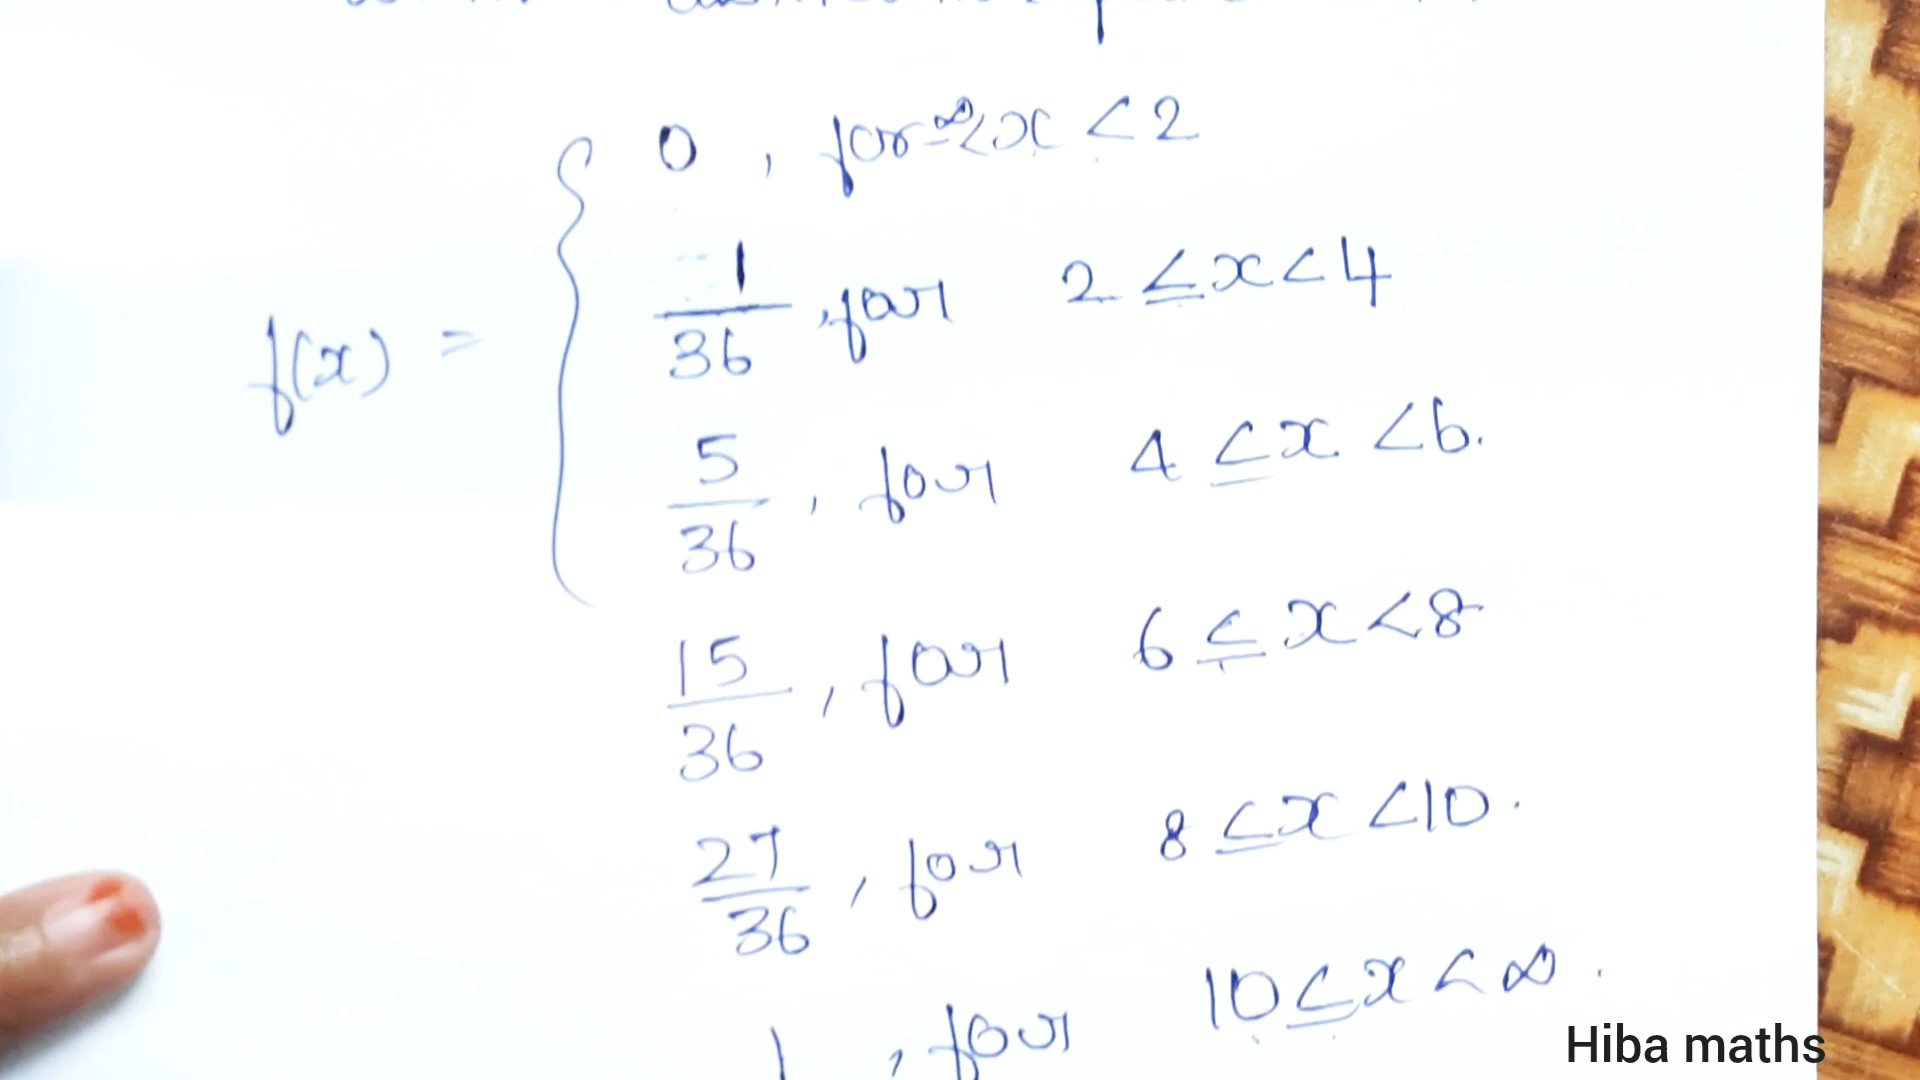 0 , for -∞ < x < 2
1/36 , for 2 ≤ x < 4
f(x) =
5/36 , for 4 ≤ x < 6.
15/36 , for 6 ≤ x < 8
27/36 , for 8 ≤ x < 10.
1 , for 10 ≤ x < ∞.
Hiba maths